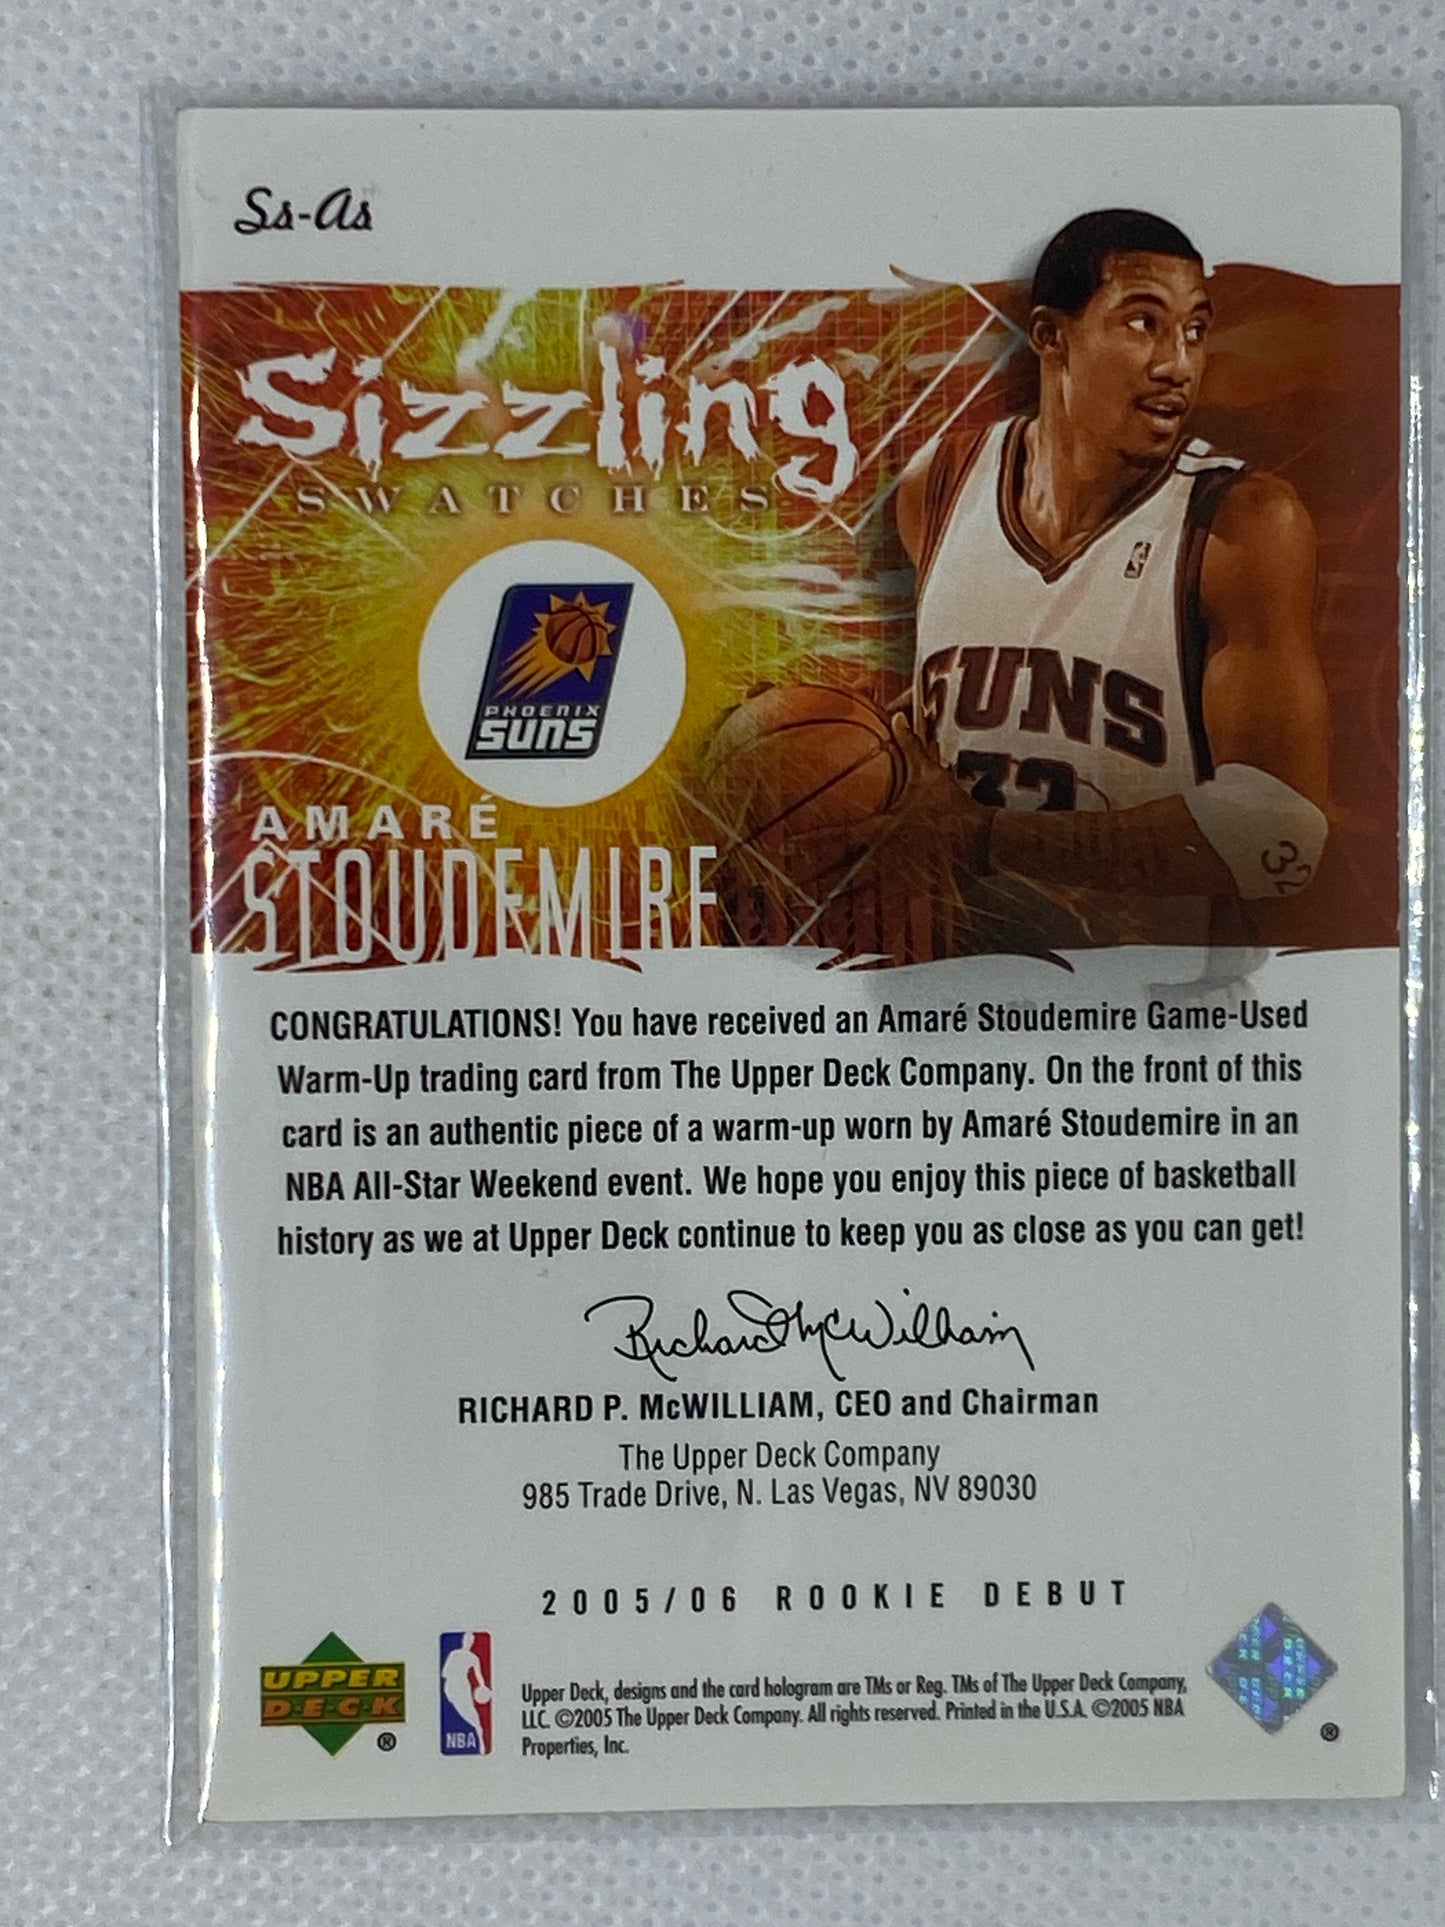 Ss-As
Sizzling
SWATCHES
PHOENIX
SUNS
SUNS
32
32
AMARÉ
STOUDEMIRE
CONGRATULATIONS! You have received an Amaré Stoudemire Game-Used
Warm-Up trading card from The Upper Deck Company. On the front of this
card is an authentic piece of a warm-up worn by Amaré Stoudemire in an
NBA All-Star Weekend event. We hope you enjoy this piece of basketball
history as we at Upper Deck continue to keep you as close as you can get!
Richard McWilliam
RICHARD P. McWILLIAM, CEO and Chairman
The Upper Deck Company
985 Trade Drive, N. Las Vegas, NV 89030
2005/06 ROOKIE DEBUT
UPPER
DECK
®
NBA
Upper Deck, designs and the card hologram are TMs or Reg. TMs of The Upper Deck Company,
LLC. ©2005 The Upper Deck Company. All rights reserved. Printed in the U.S.A. ©2005 NBA
Properties, Inc.
®